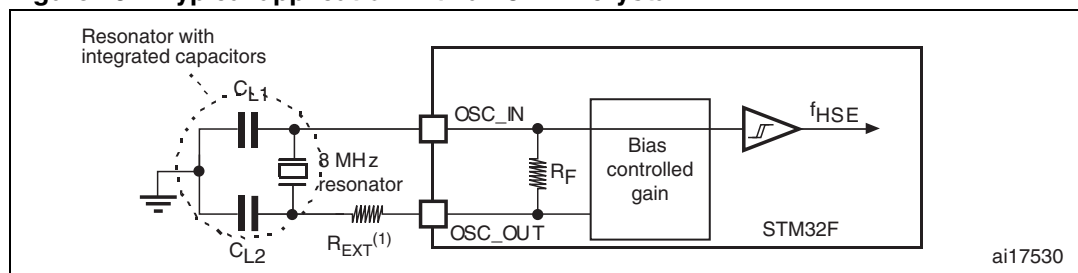 Resonator with
integrated capacitors
CL1
OSC_IN
fHSE
8 MHz
resonator
RF
Bias
controlled
gain
REXT(1)
OSC_OUT
STM32F
CL2
ai17530